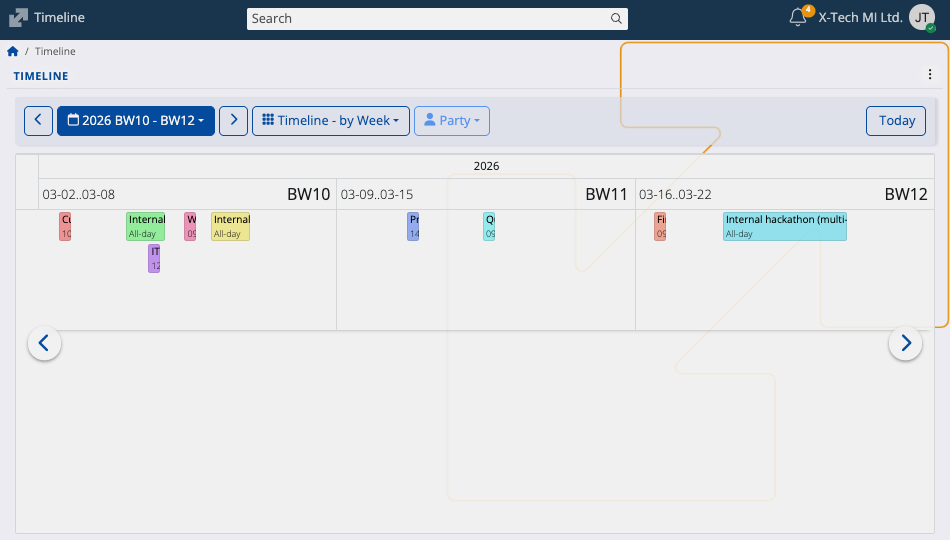 Timeline
Search
4
X-Tech MI Ltd.
JT
/ Timeline
TIMELINE
2026 BW10 - BW12
Timeline - by Week
Party
Today
2026
03-02..03-08 BW10
03-09..03-15 BW11
03-16..03-22 BW12
Internal
All-day
W
09
Internal
All-day
IT
12
Pr
14
09
Fi
09
Internal hackathon (multi-
All-day
10